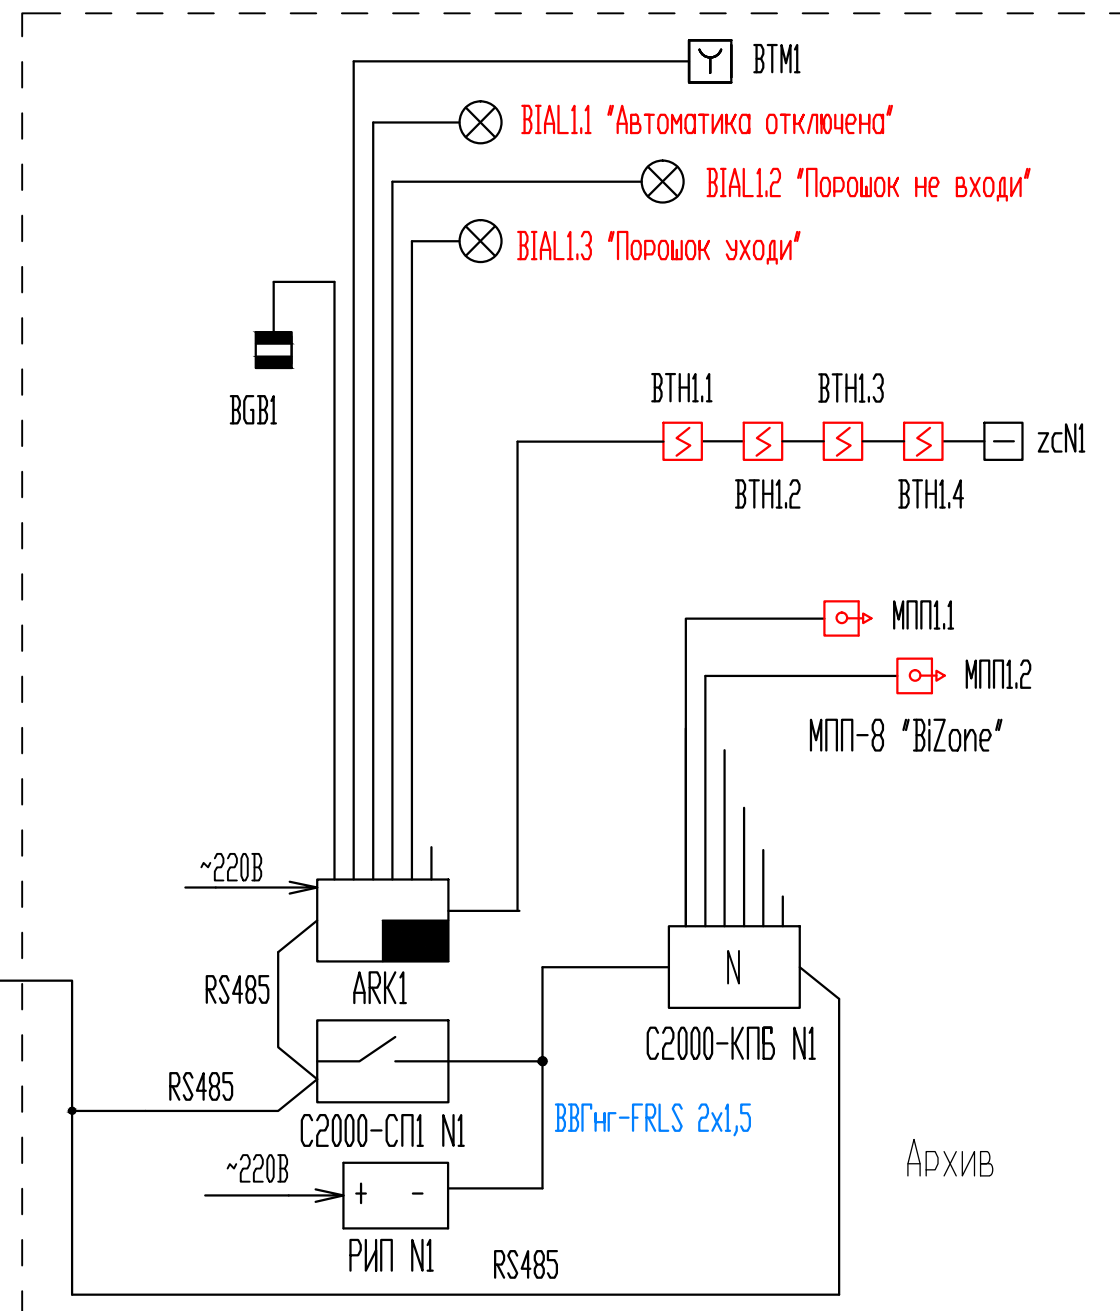 BTM1
BIAL1.1 "Автоматика отключена"
BIAL1.2 "Порошок не входи"
BIAL1.3 "Порошок уходи"
BGB1
BTH1.1
BTH1.3
zcN1
BTH1.2
BTH1.4
МПП1.1
МПП1.2
МПП-8 "BiZone"
~220В
N
RS485
ARK1
С2000-КПБ N1
RS485
ВВГнг-FRLS 2x1,5
С2000-СП1 N1
~220В
Архив
+ -
РИП N1
RS485